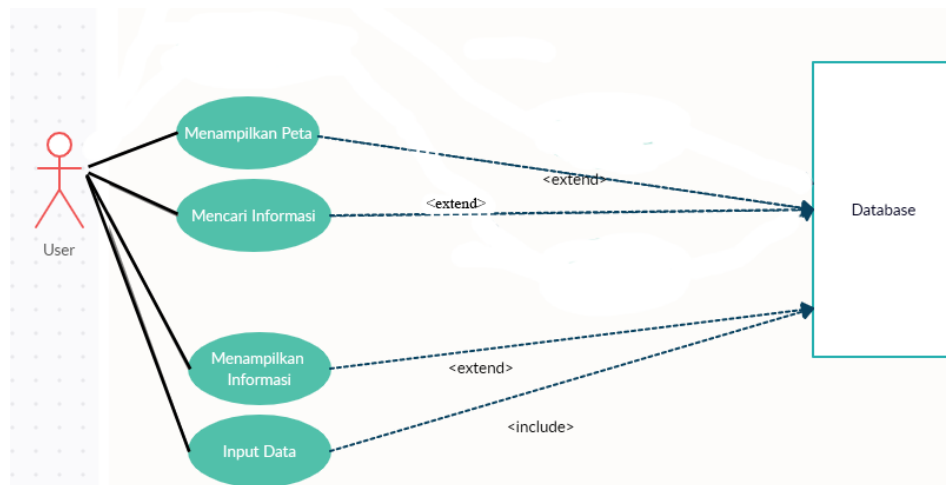 Menampilkan Peta
<extend>
Mencari Informasi
<extend>
Database
User
Menampilkan
Informasi
<extend>
Input Data
<include>